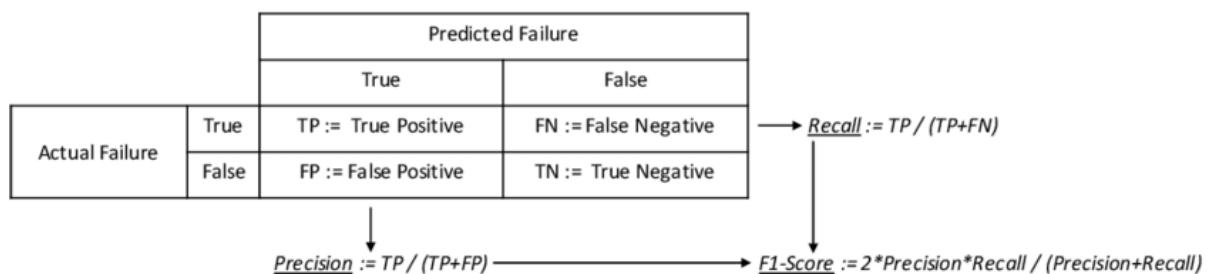 Predicted Failure
True False
True TP := True Positive FN := False Negative Recall := TP / (TP+FN)
Actual Failure
False FP := False Positive TN := True Negative
Precision := TP / (TP+FP) F1-Score := 2*Precision*Recall / (Precision+Recall)